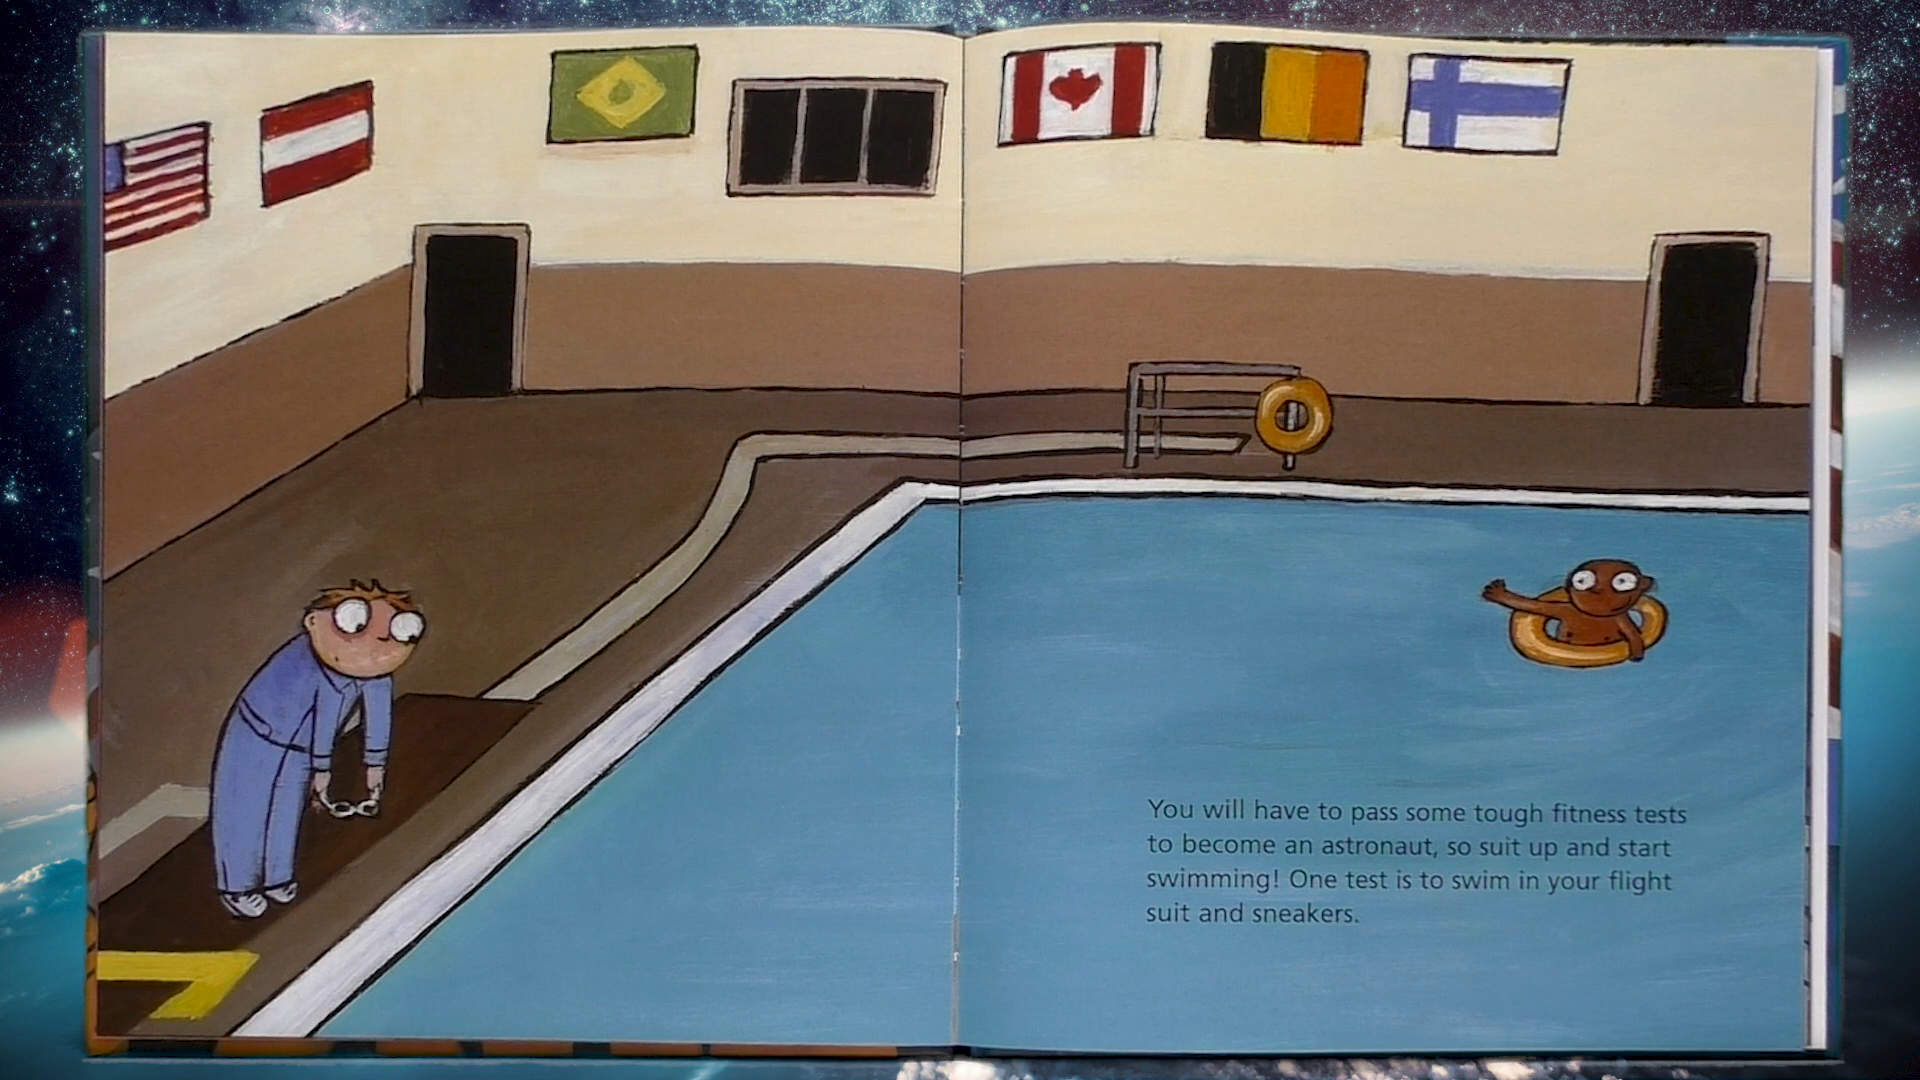 You will have to pass some tough fitness tests
to become an astronaut, so suit up and start
swimming! One test is to swim in your flight
suit and sneakers.